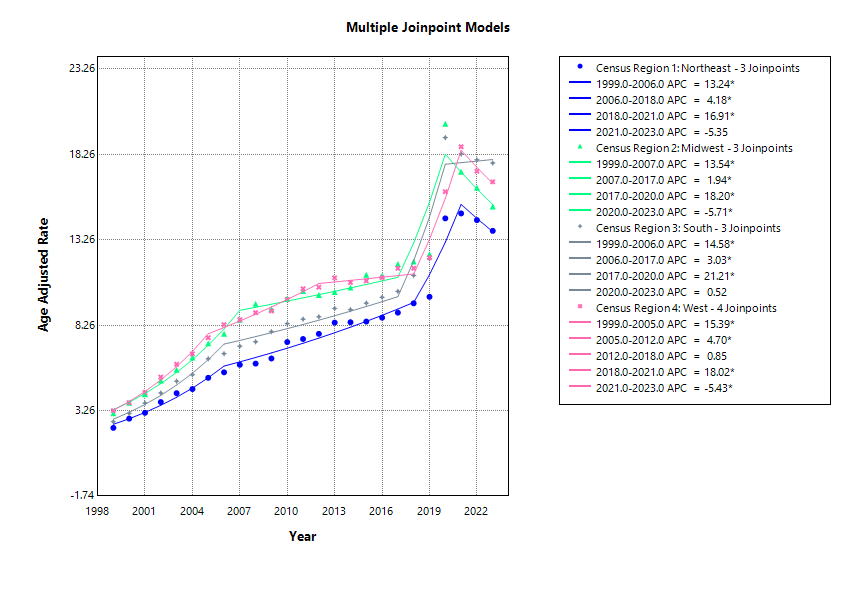 Multiple Joinpoint Models
23.26
18.26
13.26
8.26
3.26
-1.74
Age Adjusted Rate
1998 2001 2004 2007 2010 2013 2016 2019 2022
Year
Census Region 1: Northeast - 3 Joinpoints
1999.0-2006.0 APC = 13.24*
2006.0-2018.0 APC = 4.18*
2018.0-2021.0 APC = 16.91*
2021.0-2023.0 APC = -5.35
Census Region 2: Midwest - 3 Joinpoints
1999.0-2007.0 APC = 13.54*
2007.0-2017.0 APC = 1.94*
2017.0-2020.0 APC = 18.20*
2020.0-2023.0 APC = -5.71*
Census Region 3: South - 3 Joinpoints
1999.0-2006.0 APC = 14.58*
2006.0-2017.0 APC = 3.03*
2017.0-2020.0 APC = 21.21*
2020.0-2023.0 APC = 0.52
Census Region 4: West - 4 Joinpoints
1999.0-2005.0 APC = 15.39*
2005.0-2012.0 APC = 4.70*
2012.0-2018.0 APC = 0.85
2018.0-2021.0 APC = 18.02*
2021.0-2023.0 APC = -5.43*